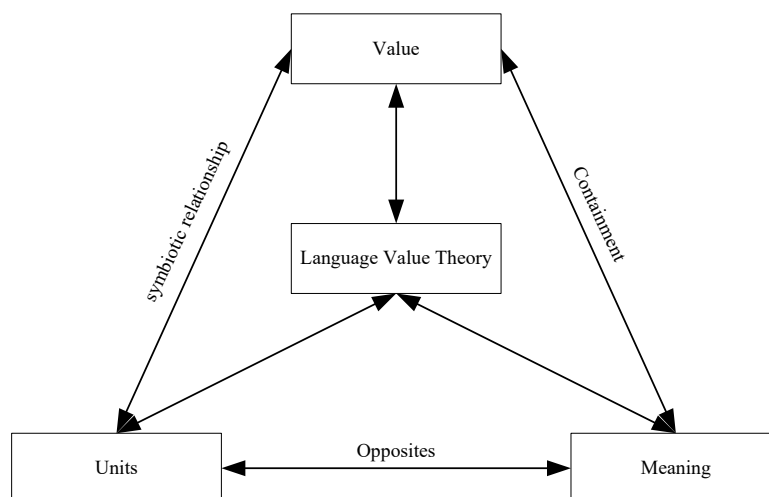 Value
symbiotic relationship
Containment
Language Value Theory
Opposites
Units
Meaning